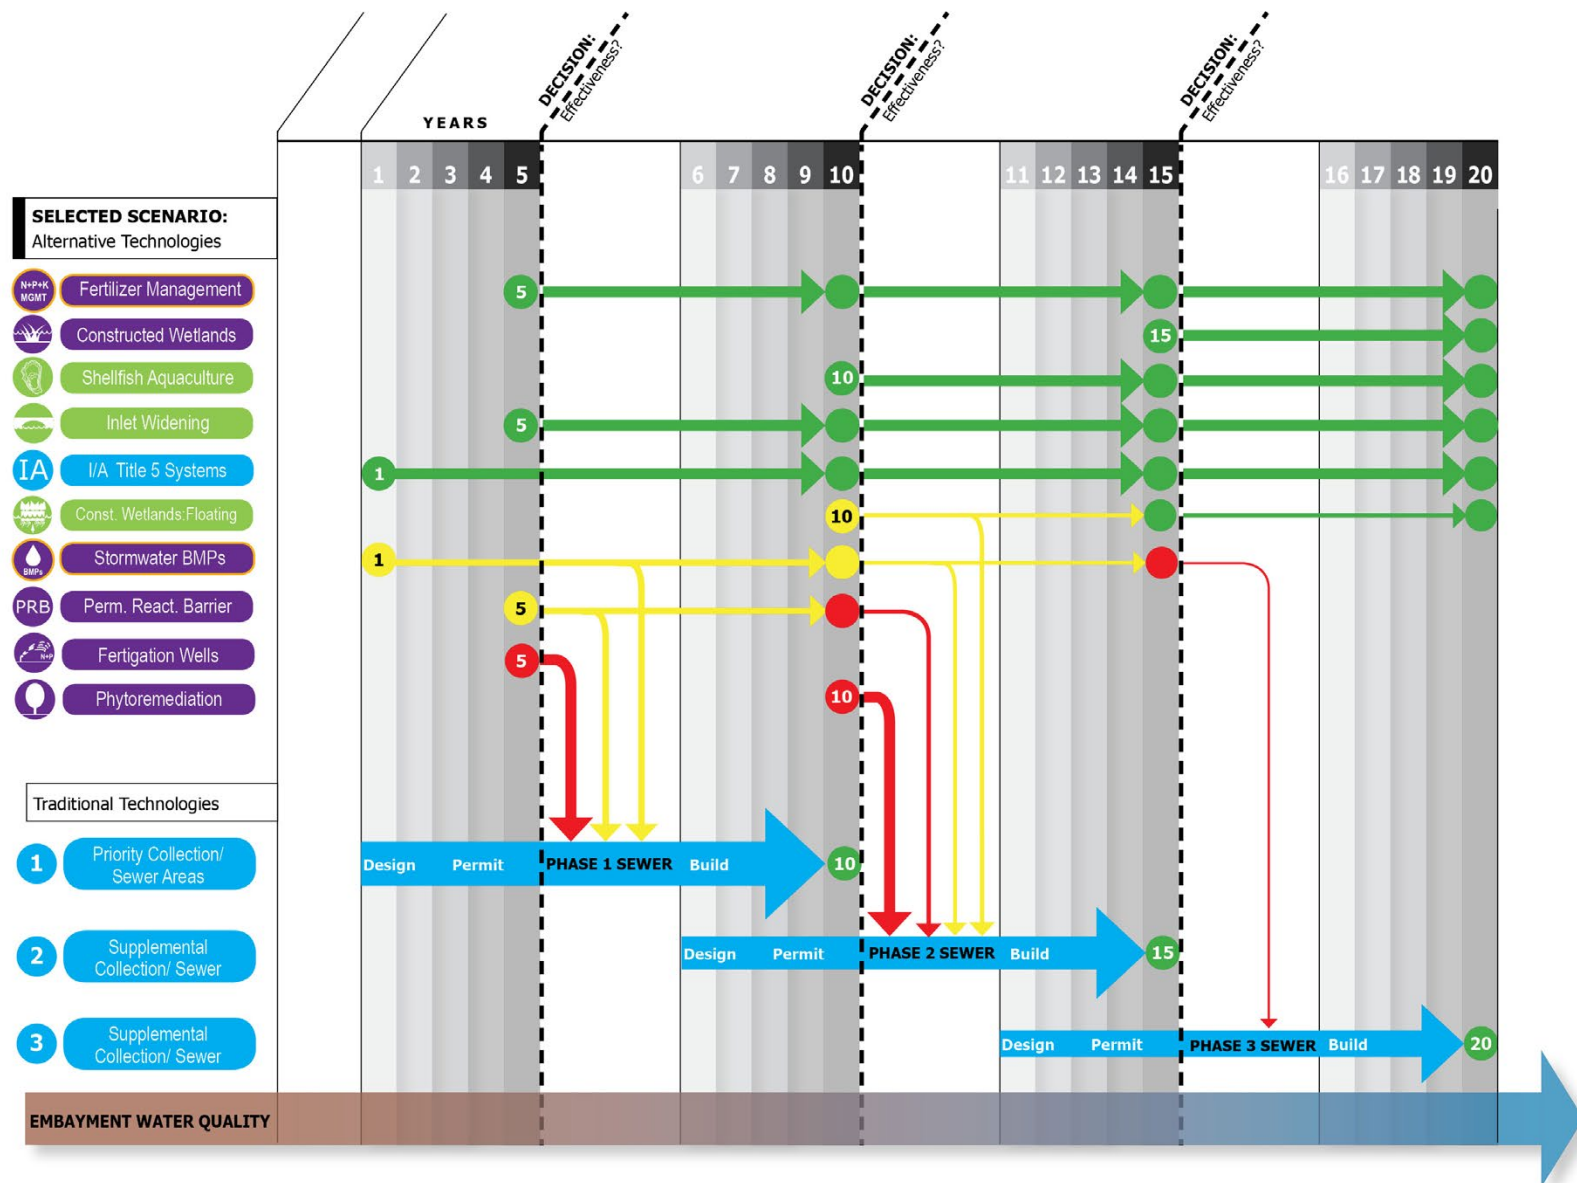 DECISION:
Effectiveness?
DECISION:
Effectiveness?
DECISION:
Effectiveness?
YEARS
1 2 3 4 5 6 7 8 9 10 11 12 13 14 15 16 17 18 19 20
SELECTED SCENARIO:
Alternative Technologies
N+P+K
MGMT
Fertilizer Management
5
Constructed Wetlands
15
Shellfish Aquaculture
10
Inlet Widening
5
IA
I/A Title 5 Systems
1
Const. Wetlands:Floating
10
BMPs
Stormwater BMPs
1
PRB
Perm. React. Barrier
5
N+P
Fertigation Wells
5
Phytoremediation
10
Traditional Technologies
1
Priority Collection/
Sewer Areas
Design Permit PHASE 1 SEWER Build 10
2
Supplemental
Collection/ Sewer
Design Permit PHASE 2 SEWER Build 15
3
Supplemental
Collection/ Sewer
Design Permit PHASE 3 SEWER Build 20
EMBAYMENT WATER QUALITY